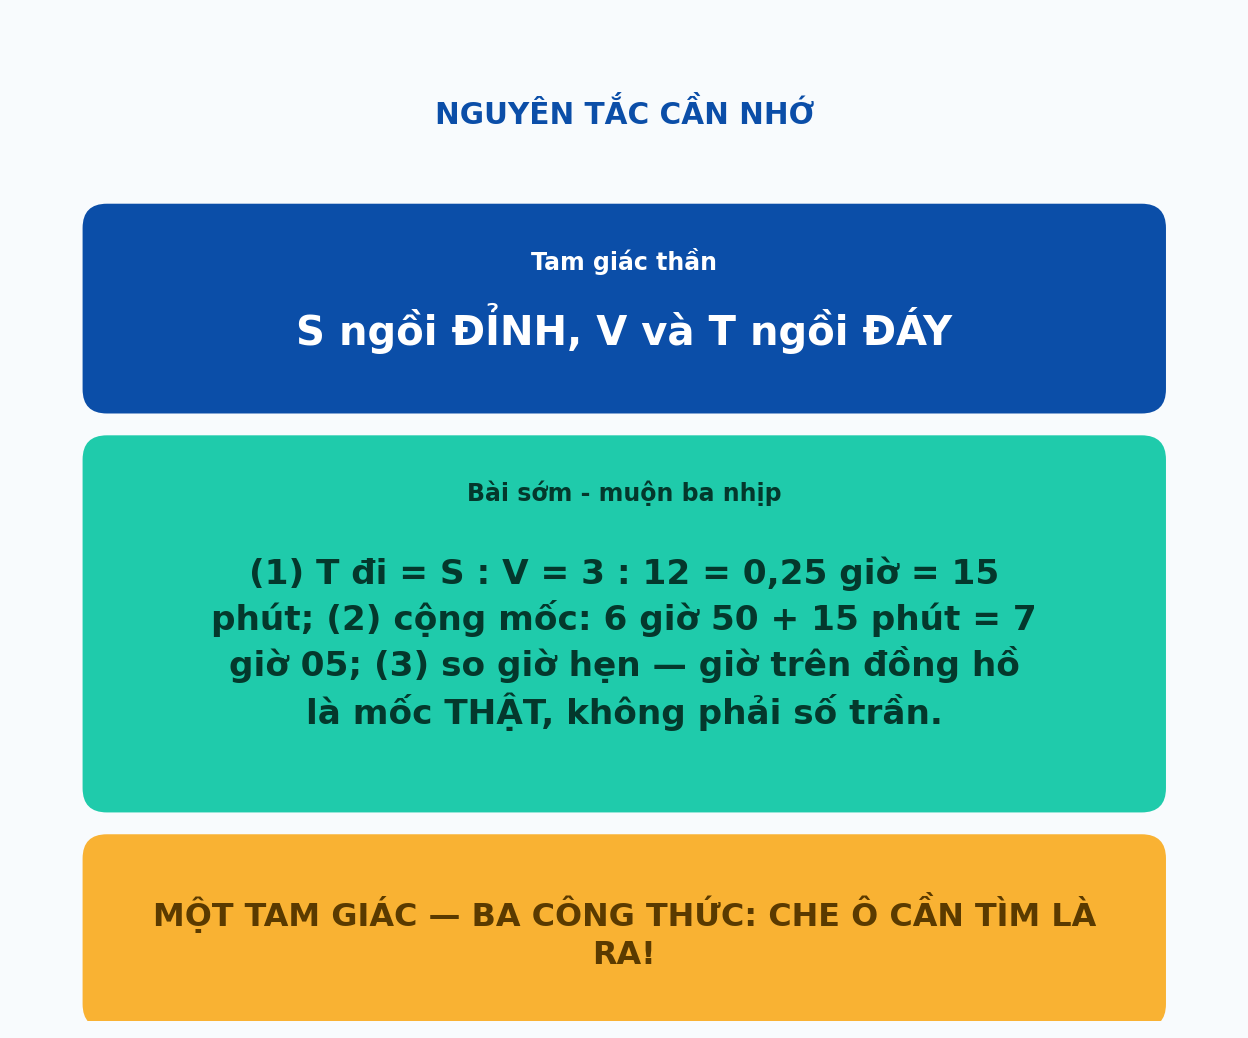 NGUYÊN TẮC CẦN NHỚ
Tam giác thần
S ngồi ĐỈNH, V và T ngồi ĐÁY
Bài sớm - muộn ba nhịp
(1) T đi = S : V = 3 : 12 = 0,25 giờ = 15
phút; (2) cộng mốc: 6 giờ 50 + 15 phút = 7
giờ 05; (3) so giờ hẹn — giờ trên đồng hồ
là mốc THẬT, không phải số trần.
MỘT TAM GIÁC — BA CÔNG THỨC: CHE Ô CẦN TÌM LÀ
RA!